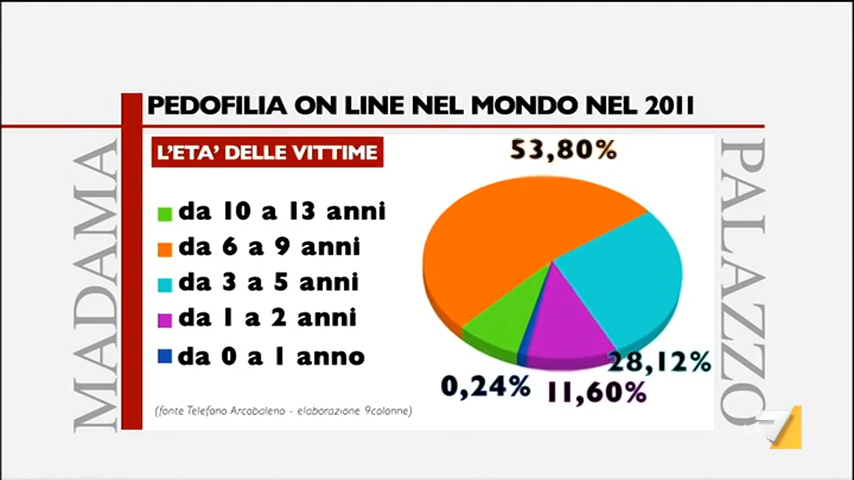 PEDOFILIA ON LINE NEL MONDO NEL 2011
MADAMA
PALAZZO
L'ETA' DELLE VITTIME
da 10 a 13 anni
da 6 a 9 anni
da 3 a 5 anni
da 1 a 2 anni
da 0 a 1 anno
53,80%
28,12%
0,24%
11,60%
(fonte Telefono Arcobaleno - elaborazione 9colonne)
7